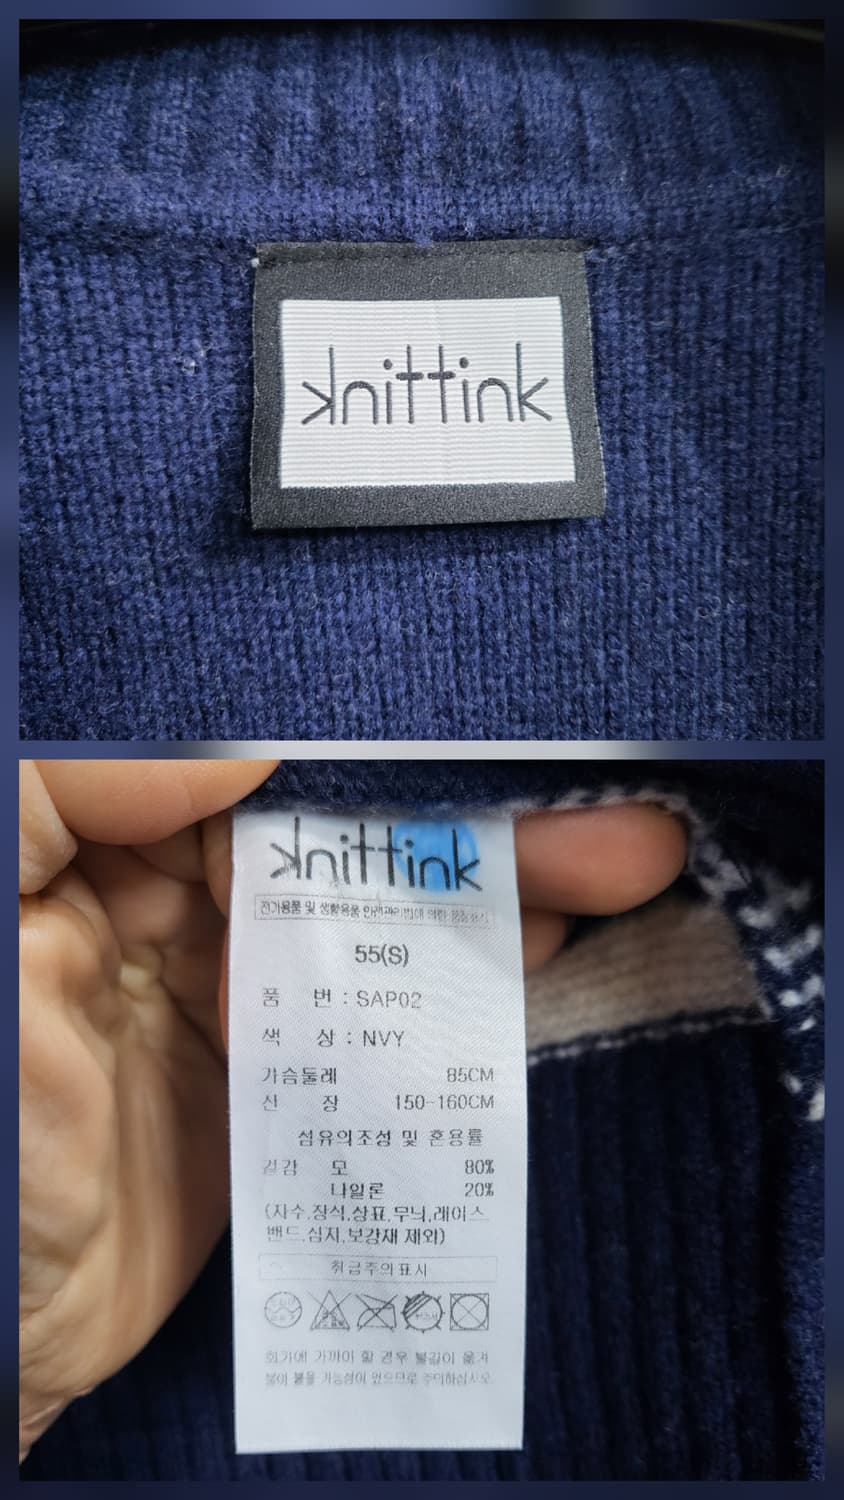 knittink
knittink
전기용품 및 생활용품 안전관리법에 의한 품질표시
55(S)
품 번 : SAP02
색 상 : NVY
가슴둘레 85CM
신 장 150-160CM
섬유의조성 및 혼용률
겉감 모 80%
나일론 20%
(자수,장식,상표,무늬,레이스
밴드,심지,보강재 제외)
취급주의표시
화기에 가까이 할 경우 불길이 옮겨
붙을 가능성이 있으므로 주의하십시오.